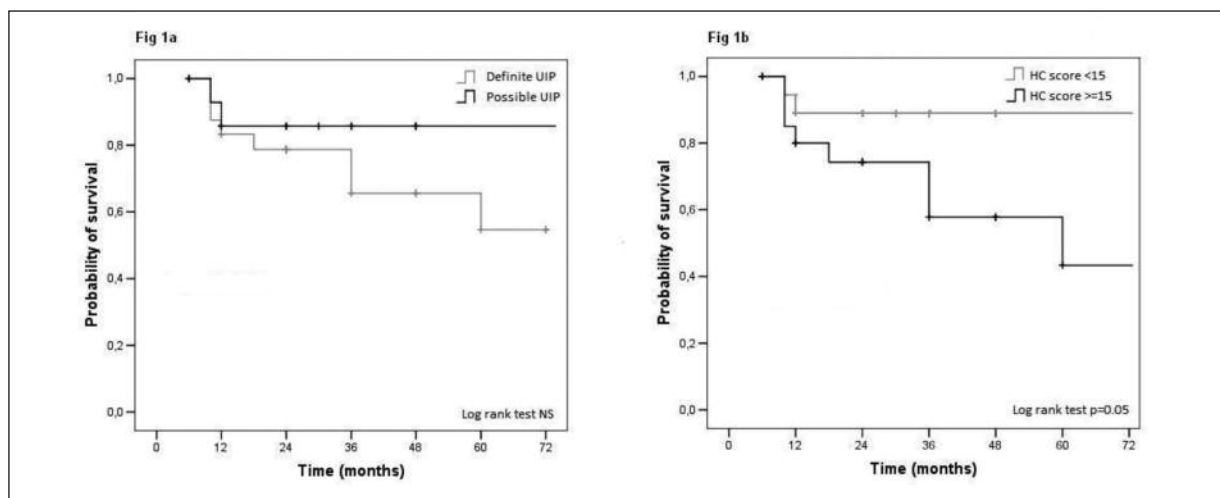 Fig 1a
Definite UIP
Possible UIP
1,0
0,8
0,6
0,4
0,2
0,0
Probability of survival
Log rank test NS
0 12 24 36 48 60 72
Time (months)
Fig 1b
HC score <15
HC score >=15
1,0
0,8
0,6
0,4
0,2
0,0
Probability of survival
Log rank test p=0.05
0 12 24 36 48 60 72
Time (months)